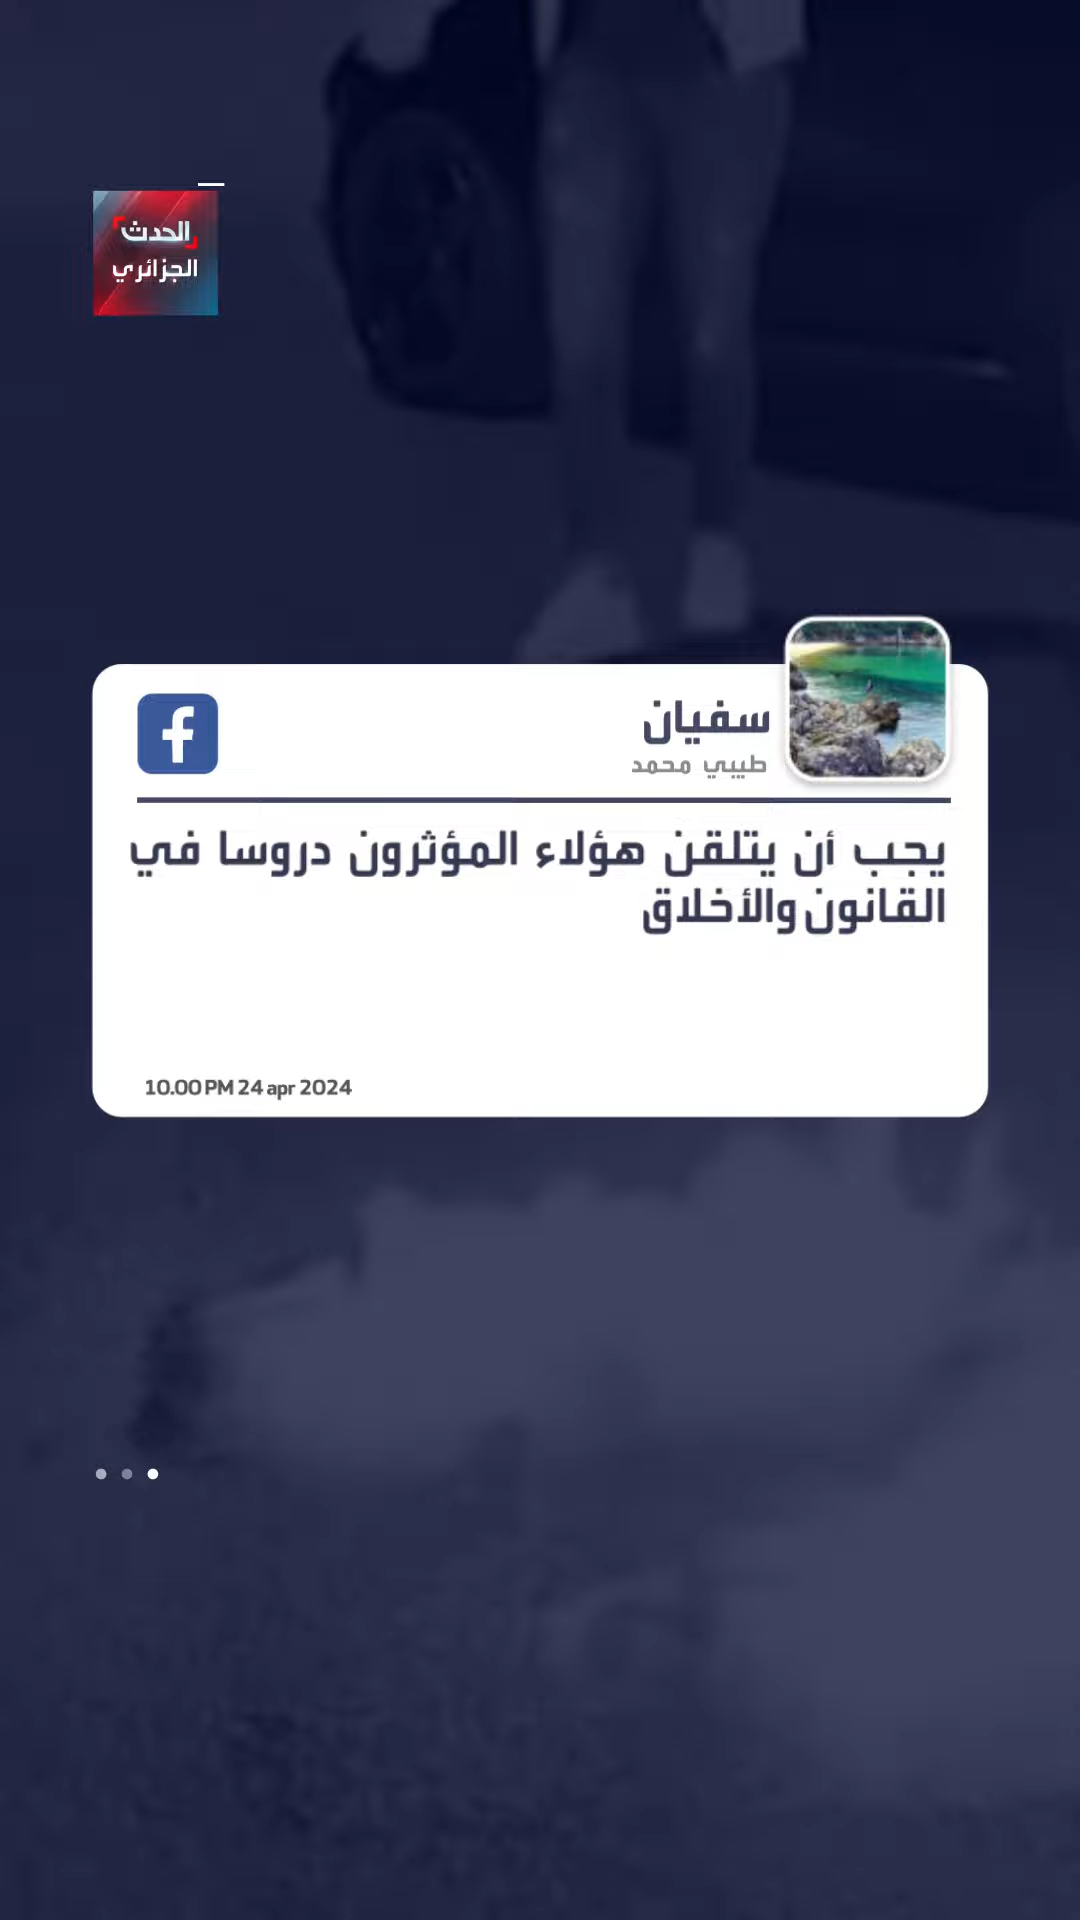 الحدث
الجزائري
سفيان
طيبي محمد
يجب أن يتلقن هؤلاء المؤثرون دروسا في
القانون والأخلاق
10.00 PM 24 apr 2024